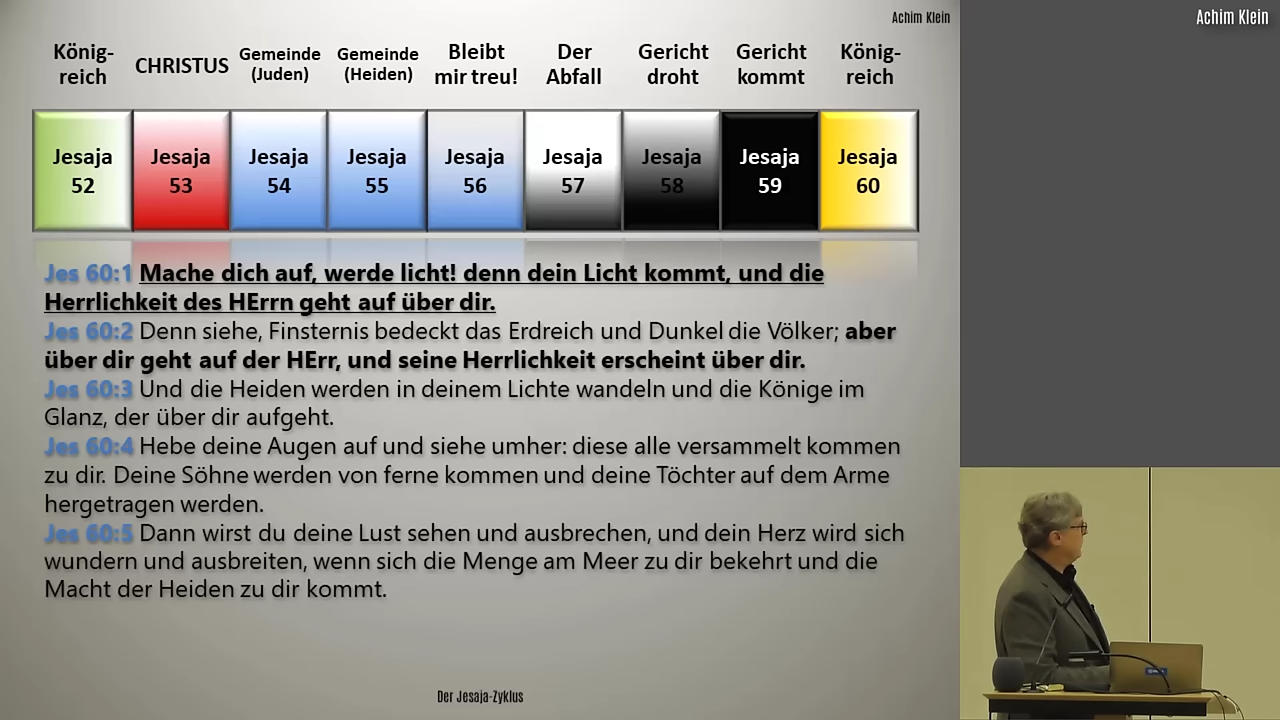 Achim Klein
Achim Klein
König-
reich
CHRISTUS
Gemeinde
(Juden)
Gemeinde
(Heiden)
Bleibt
mir treu!
Der
Abfall
Gericht
droht
Gericht
kommt
König-
reich
Jesaja
52
Jesaja
53
Jesaja
54
Jesaja
55
Jesaja
56
Jesaja
57
Jesaja
58
Jesaja
59
Jesaja
60
Jes 60:1 Mache dich auf, werde licht! denn dein Licht kommt, und die
Herrlichkeit des HErrn geht auf über dir.
Jes 60:2 Denn siehe, Finsternis bedeckt das Erdreich und Dunkel die Völker; aber
über dir geht auf der HErr, und seine Herrlichkeit erscheint über dir.
Jes 60:3 Und die Heiden werden in deinem Lichte wandeln und die Könige im
Glanz, der über dir aufgeht.
Jes 60:4 Hebe deine Augen auf und siehe umher: diese alle versammelt kommen
zu dir. Deine Söhne werden von ferne kommen und deine Töchter auf dem Arme
hergetragen werden.
Jes 60:5 Dann wirst du deine Lust sehen und ausbrechen, und dein Herz wird sich
wundern und ausbreiten, wenn sich die Menge am Meer zu dir bekehrt und die
Macht der Heiden zu dir kommt.
Der Jesaja-Zyklus